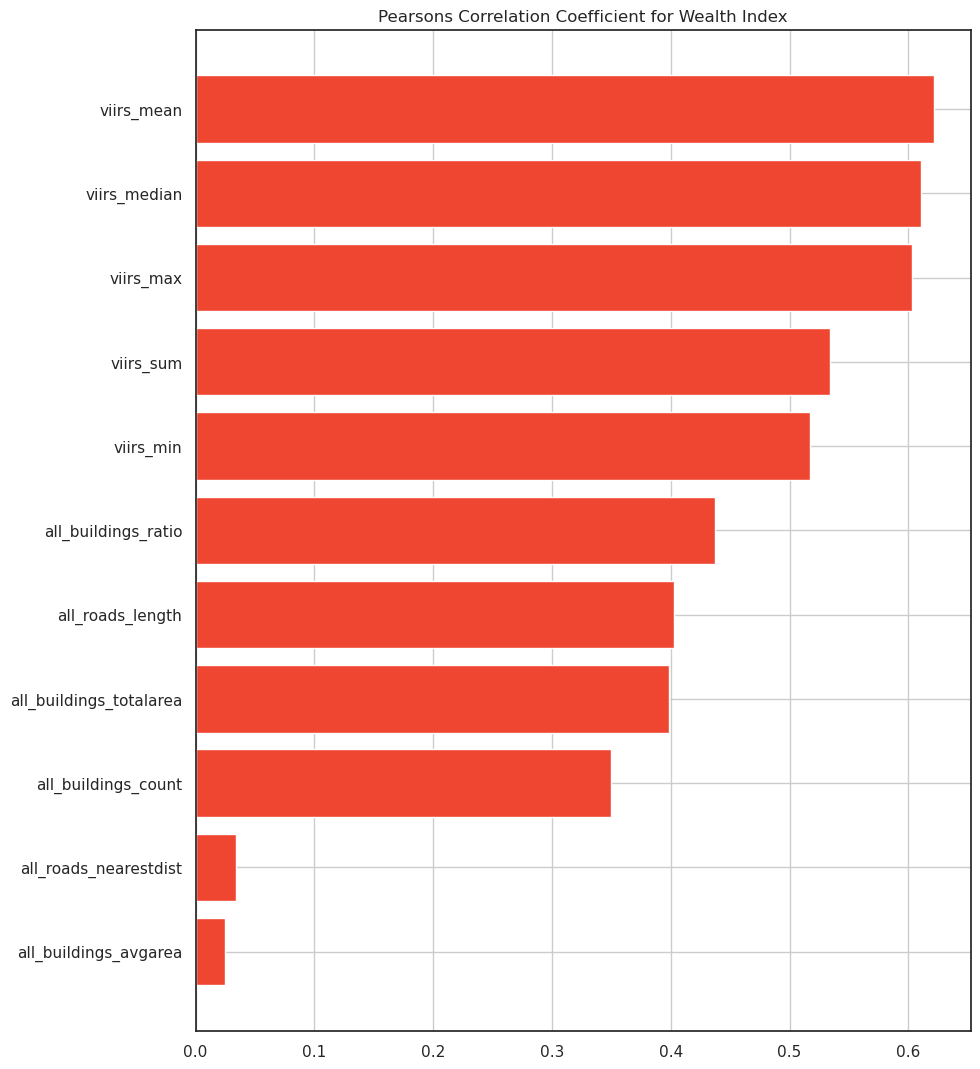 Pearsons Correlation Coefficient for Wealth Index
viirs_mean
viirs_median
viirs_max
viirs_sum
viirs_min
all_buildings_ratio
all_roads_length
all_buildings_totalarea
all_buildings_count
all_roads_nearestdist
all_buildings_avgarea
0.0 0.1 0.2 0.3 0.4 0.5 0.6